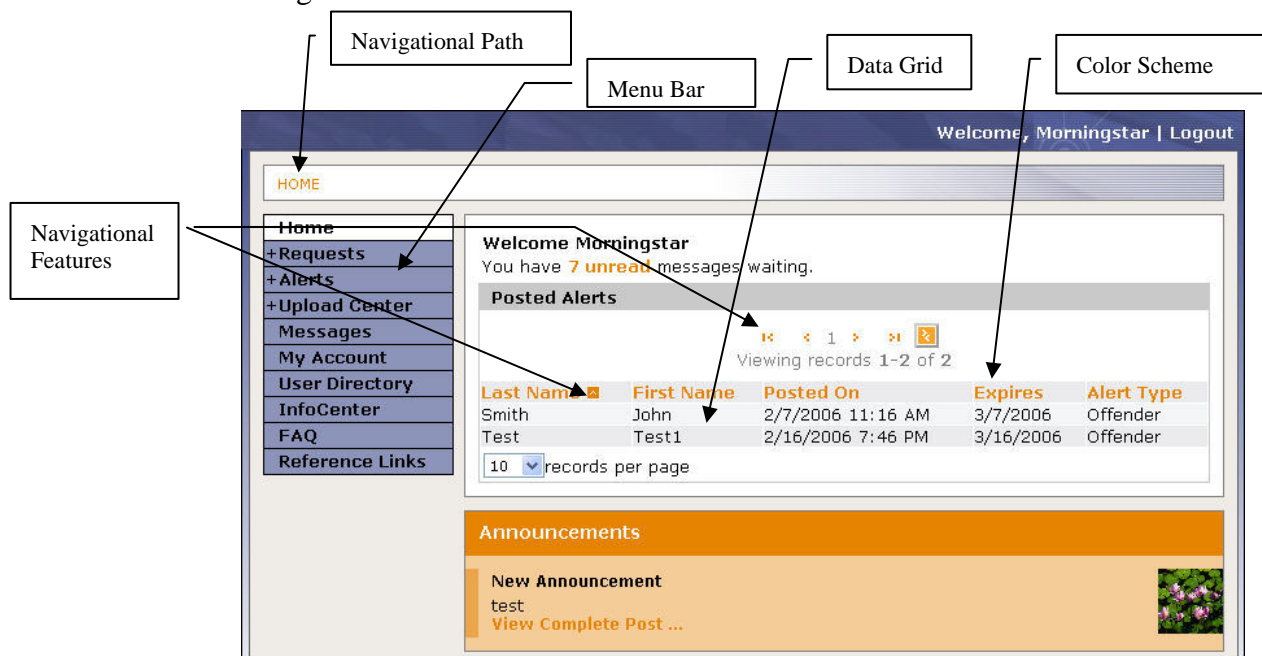 Navigational Path
Menu Bar
Data Grid
Color Scheme
Navigational
Features
Welcome, Morningstar | Logout
HOME
Home
+Requests
+Alerts
+Upload Center
Messages
My Account
User Directory
InfoCenter
FAQ
Reference Links
Welcome Morningstar
You have 7 unread messages waiting.
Posted Alerts
1
Viewing records 1-2 of 2
Last Name First Name Posted On Expires Alert Type
Smith John 2/7/2006 11:16 AM 3/7/2006 Offender
Test Test1 2/16/2006 7:46 PM 3/16/2006 Offender
10 records per page
Announcements
New Announcement
test
View Complete Post ...